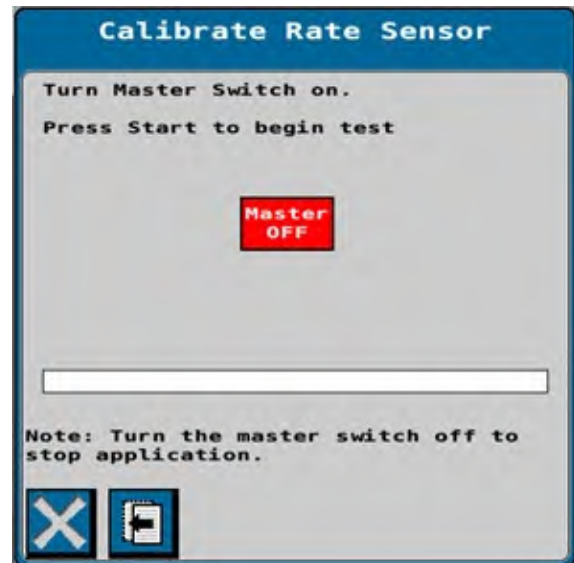 Calibrate Rate Sensor
Turn Master Switch on.
Press Start to begin test
Master
OFF
Note: Turn the master switch off to
stop application.